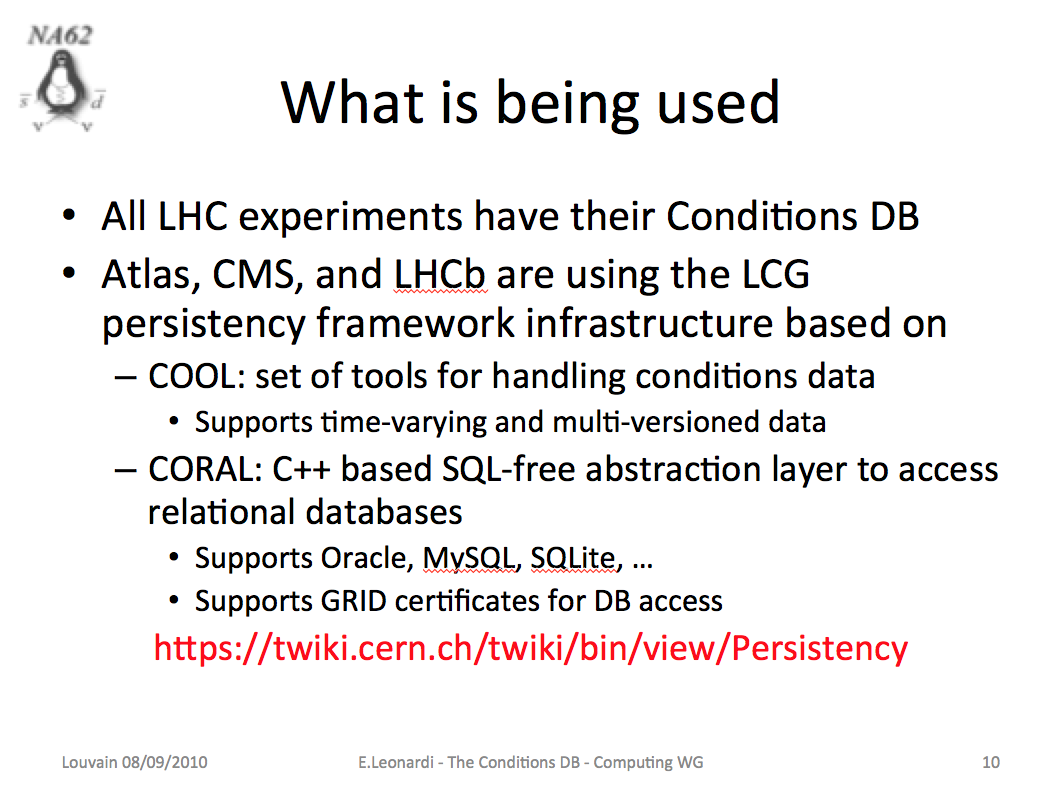 NA62
s d
ν ν
What is being used
• All LHC experiments have their Conditions DB
• Atlas, CMS, and LHCb are using the LCG
persistency framework infrastructure based on
– COOL: set of tools for handling conditions data
• Supports time-varying and multi-versioned data
– CORAL: C++ based SQL-free abstraction layer to access
relational databases
• Supports Oracle, MySQL, SQLite, ...
• Supports GRID certificates for DB access
https://twiki.cern.ch/twiki/bin/view/Persistency
Louvain 08/09/2010 E.Leonardi - The Conditions DB - Computing WG 10